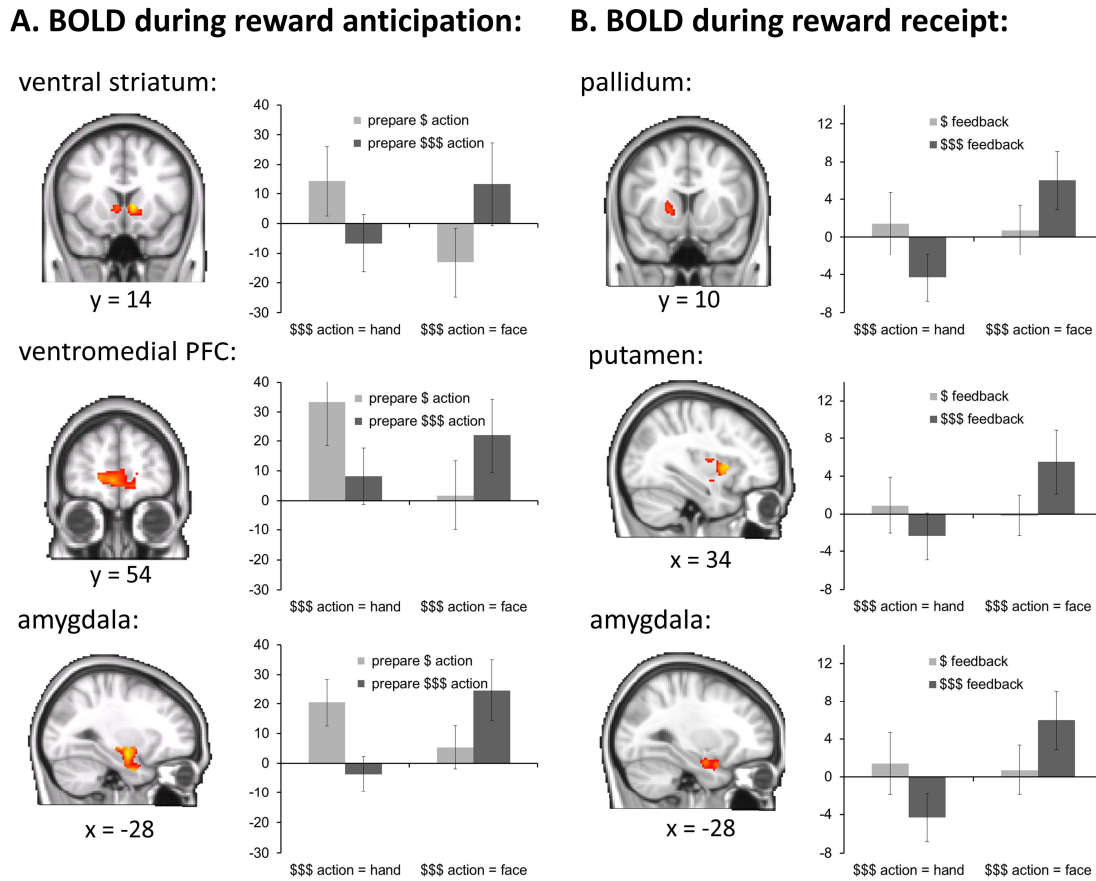 A. BOLD during reward anticipation:
ventral striatum:
40
30
20
10
0
-10
-20
-30
prepare $ action
prepare $$$ action
$$$ action = hand
$$$ action = face
y = 14
ventromedial PFC:
40
30
20
10
0
-10
-20
-30
prepare $ action
prepare $$$ action
$$$ action = hand
$$$ action = face
y = 54
amygdala:
40
30
20
10
0
-10
-20
-30
prepare $ action
prepare $$$ action
$$$ action = hand
$$$ action = face
x = -28
B. BOLD during reward receipt:
pallidum:
12
8
4
0
-4
-8
$ feedback
$$$ feedback
$$$ action = hand
$$$ action = face
y = 10
putamen:
12
8
4
0
-4
-8
$ feedback
$$$ feedback
$$$ action = hand
$$$ action = face
x = 34
amygdala:
12
8
4
0
-4
-8
$ feedback
$$$ feedback
$$$ action = hand
$$$ action = face
x = -28